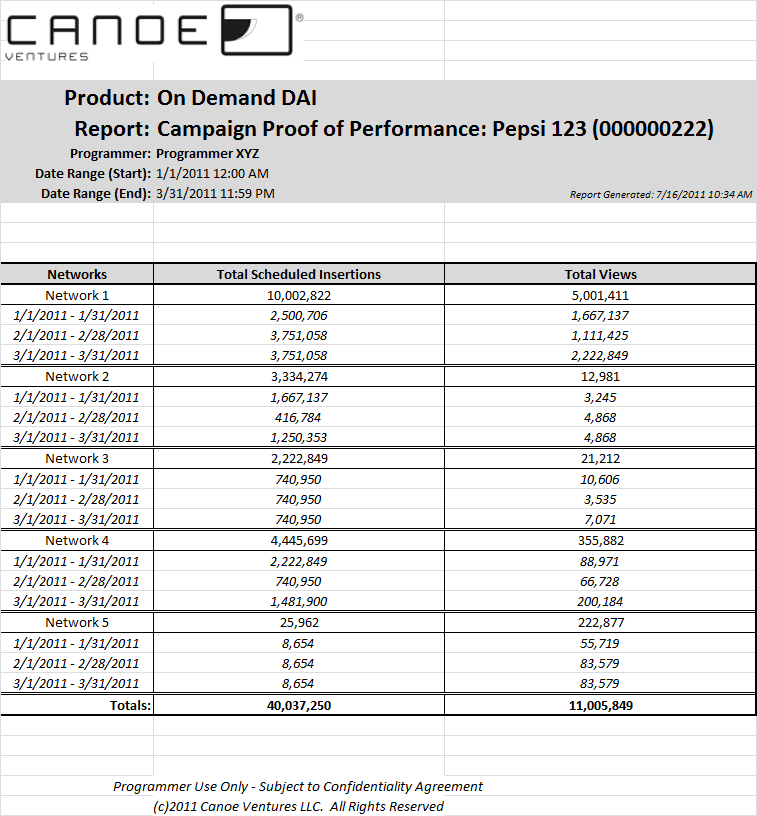 CANOE ®
VENTURES
Product: On Demand DAI
Report: Campaign Proof of Performance: Pepsi 123 (000000222)
Programmer: Programmer XYZ
Date Range (Start): 1/1/2011 12:00 AM
Date Range (End): 3/31/2011 11:59 PM Report Generated: 7/16/2011 10:34 AM
Networks Total Scheduled Insertions Total Views
Network 1 10,002,822 5,001,411
1/1/2011 - 1/31/2011 2,500,706 1,667,137
2/1/2011 - 2/28/2011 3,751,058 1,111,425
3/1/2011 - 3/31/2011 3,751,058 2,222,849
Network 2 3,334,274 12,981
1/1/2011 - 1/31/2011 1,667,137 3,245
2/1/2011 - 2/28/2011 416,784 4,868
3/1/2011 - 3/31/2011 1,250,353 4,868
Network 3 2,222,849 21,212
1/1/2011 - 1/31/2011 740,950 10,606
2/1/2011 - 2/28/2011 740,950 3,535
3/1/2011 - 3/31/2011 740,950 7,071
Network 4 4,445,699 355,882
1/1/2011 - 1/31/2011 2,222,849 88,971
2/1/2011 - 2/28/2011 740,950 66,728
3/1/2011 - 3/31/2011 1,481,900 200,184
Network 5 25,962 222,877
1/1/2011 - 1/31/2011 8,654 55,719
2/1/2011 - 2/28/2011 8,654 83,579
3/1/2011 - 3/31/2011 8,654 83,579
Totals: 40,037,250 11,005,849
Programmer Use Only - Subject to Confidentiality Agreement
(c)2011 Canoe Ventures LLC. All Rights Reserved